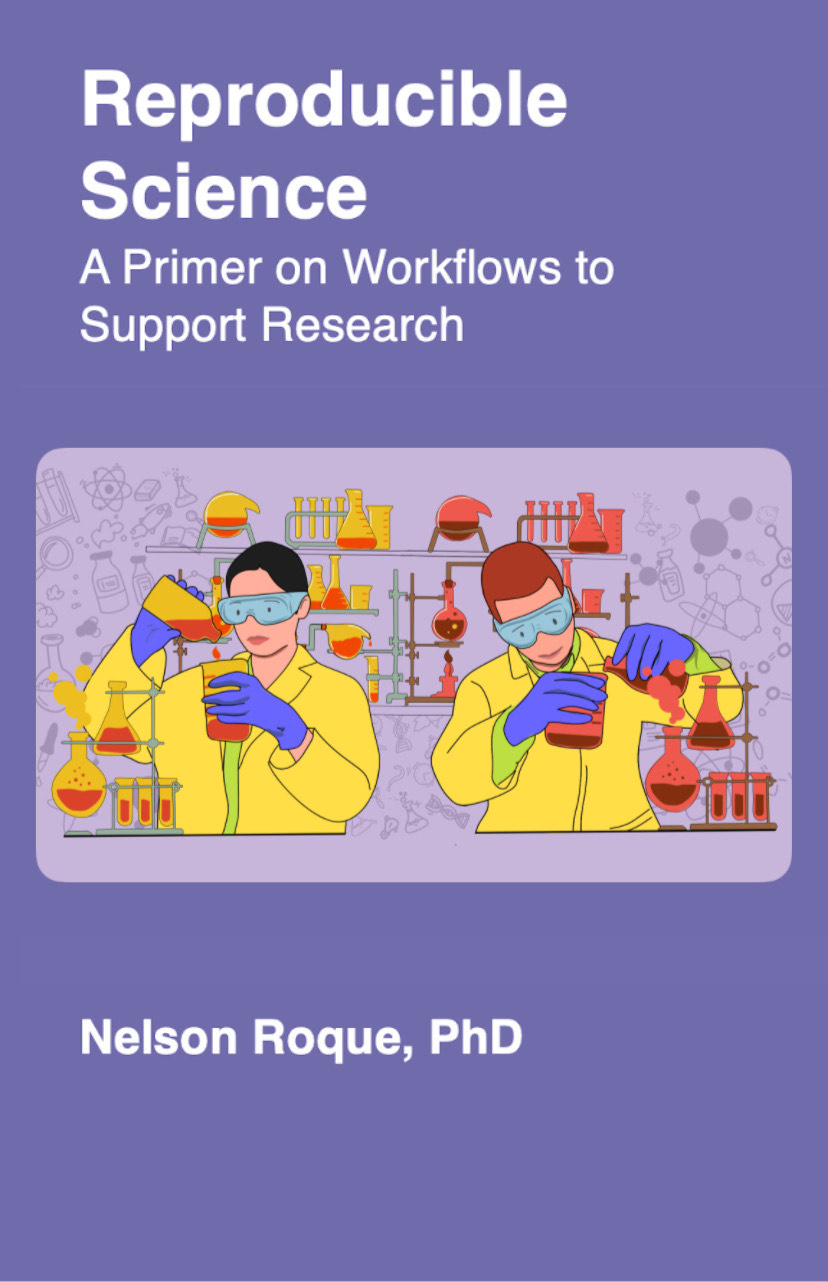 Reproducible
Science
A Primer on Workflows to
Support Research
Nelson Roque, PhD